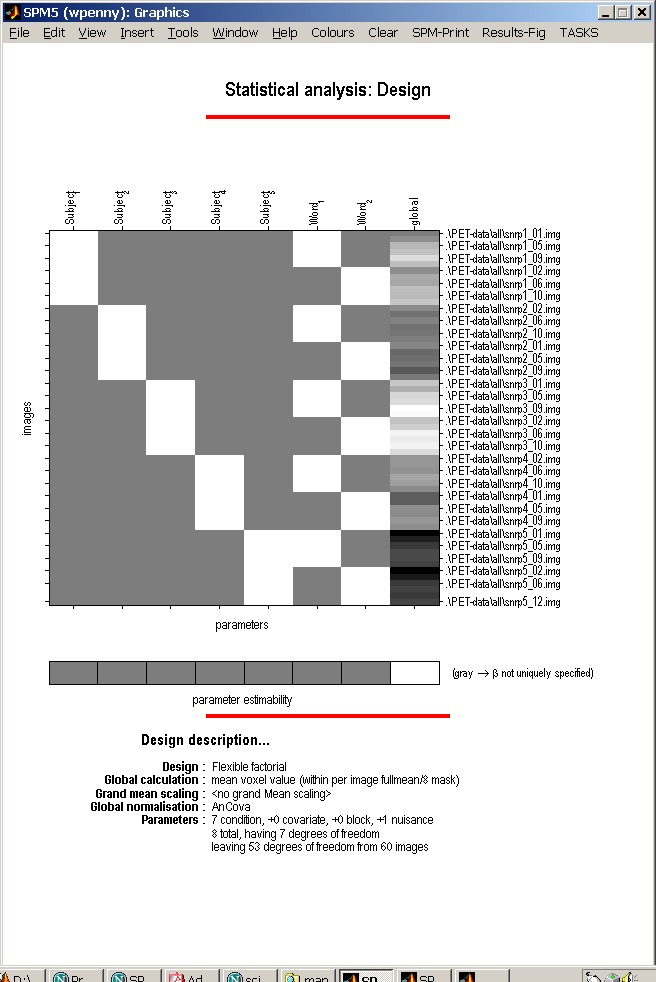 SPM5 (wpenny): Graphics
File Edit View Insert Tools Window Help Colours Clear SPM-Print Results-Fig TASKS
Statistical analysis: Design
Subject1 Subject2 Subject3 Subject4 Subject5 Word1 Word2 global
.\PET-data\all\snrp1_01.img
.\PET-data\all\snrp1_05.img
.\PET-data\all\snrp1_09.img
.\PET-data\all\snrp1_02.img
.\PET-data\all\snrp1_06.img
.\PET-data\all\snrp1_10.img
.\PET-data\all\snrp2_02.img
.\PET-data\all\snrp2_06.img
.\PET-data\all\snrp2_10.img
.\PET-data\all\snrp2_01.img
.\PET-data\all\snrp2_05.img
.\PET-data\all\snrp2_09.img
.\PET-data\all\snrp3_01.img
.\PET-data\all\snrp3_05.img
.\PET-data\all\snrp3_09.img
.\PET-data\all\snrp3_02.img
.\PET-data\all\snrp3_06.img
.\PET-data\all\snrp3_10.img
.\PET-data\all\snrp4_02.img
.\PET-data\all\snrp4_06.img
.\PET-data\all\snrp4_10.img
.\PET-data\all\snrp4_01.img
.\PET-data\all\snrp4_05.img
.\PET-data\all\snrp4_09.img
.\PET-data\all\snrp5_01.img
.\PET-data\all\snrp5_05.img
.\PET-data\all\snrp5_09.img
.\PET-data\all\snrp5_02.img
.\PET-data\all\snrp5_06.img
.\PET-data\all\snrp5_12.img
images
parameters
(gray → β not uniquely specified)
parameter estimability
Design description...
Design : Flexible factorial
Global calculation : mean voxel value (within per image fullmean/8 mask)
Grand mean scaling : <no grand Mean scaling>
Global normalisation : AnCova
Parameters : 7 condition, +0 covariate, +0 block, +1 nuisance
8 total, having 7 degrees of freedom
leaving 53 degrees of freedom from 60 images
D:\ Pr SP Ad sci man SP SP